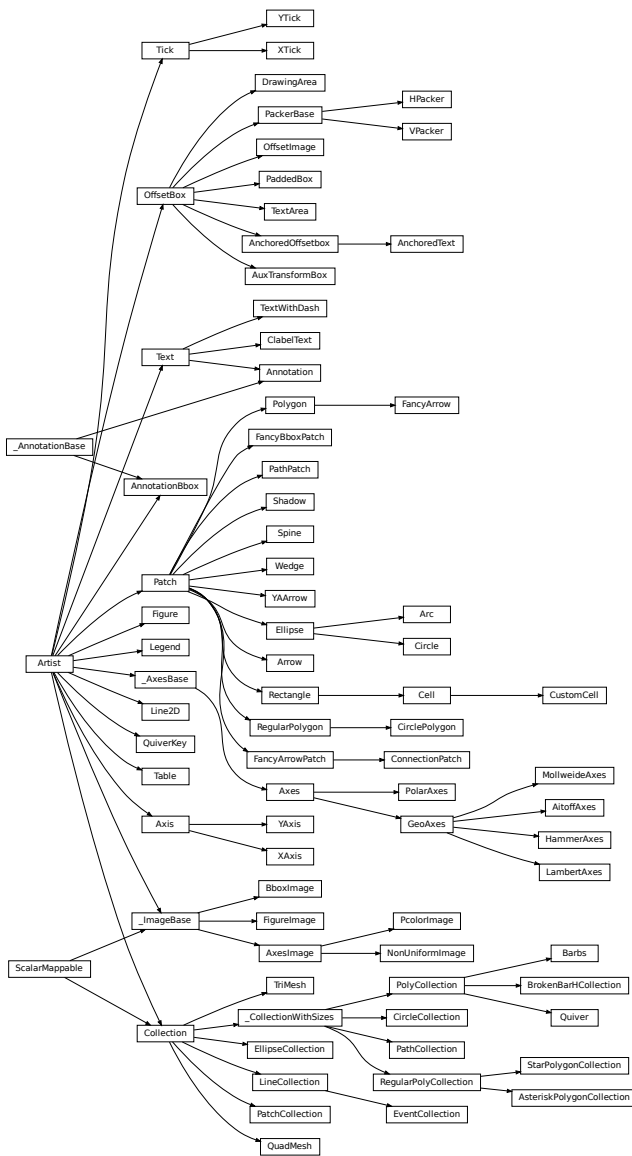 YTick
Tick
XTick
DrawingArea
HPacker
PackerBase
VPacker
OffsetImage
PaddedBox
OffsetBox
TextArea
AnchoredOffsetbox
AnchoredText
AuxTransformBox
TextWithDash
ClabelText
Text
Annotation
Polygon
FancyArrow
FancyBboxPatch
_AnnotationBase
PathPatch
AnnotationBbox
Shadow
Spine
Wedge
Patch
YAArrow
Figure
Arc
Ellipse
Circle
Legend
Artist
Arrow
_AxesBase
Rectangle
Cell
CustomCell
Line2D
RegularPolygon
CirclePolygon
QuiverKey
FancyArrowPatch
ConnectionPatch
Table
MollweideAxes
Axes
PolarAxes
AitoffAxes
Axis
YAxis
GeoAxes
HammerAxes
XAxis
LambertAxes
BboxImage
_ImageBase
FigureImage
PcolorImage
AxesImage
NonUniformImage
Barbs
ScalarMappable
TriMesh
PolyCollection
BrokenBarHCollection
_CollectionWithSizes
CircleCollection
Quiver
Collection
EllipseCollection
PathCollection
StarPolygonCollection
LineCollection
RegularPolyCollection
AsteriskPolygonCollection
PatchCollection
EventCollection
QuadMesh